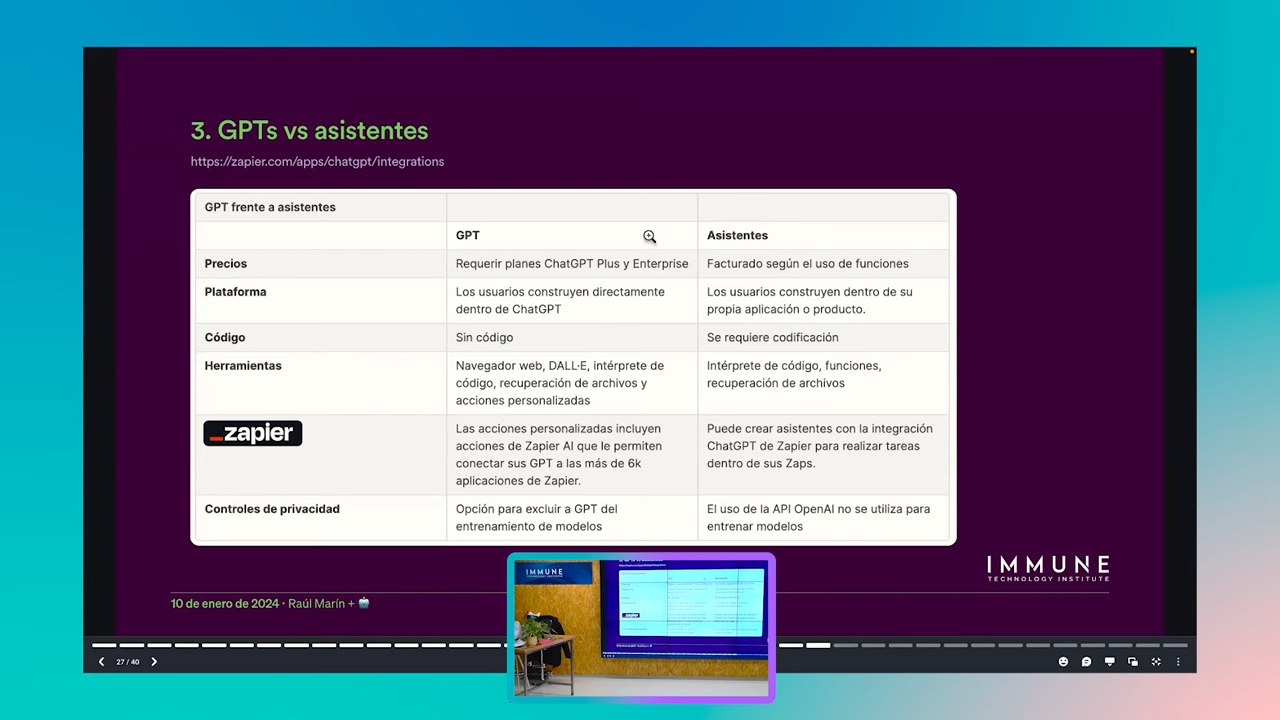 3. GPTs vs asistentes
https://zapier.com/apps/chatgpt/integrations
GPT frente a asistentes
GPT
Asistentes
Precios
Requerir planes ChatGPT Plus y Enterprise
Facturado según el uso de funciones
Plataforma
Los usuarios construyen directamente
dentro de ChatGPT
Los usuarios construyen dentro de su
propia aplicación o producto.
Código
Sin código
Se requiere codificación
Herramientas
Navegador web, DALL·E, intérprete de
código, recuperación de archivos y
acciones personalizadas
Intérprete de código, funciones,
recuperación de archivos
_zapier
Las acciones personalizadas incluyen
acciones de Zapier AI que le permiten
conectar sus GPT a las más de 6k
aplicaciones de Zapier.
Puede crear asistentes con la integración
ChatGPT de Zapier para realizar tareas
dentro de sus Zaps.
Controles de privacidad
Opción para excluir a GPT del
entrenamiento de modelos
El uso de la API OpenAI no se utiliza para
entrenar modelos
IMMUNE
TECHNOLOGY INSTITUTE
10 de enero de 2024 · Raúl Marín +
IMMUNE
zapier
27 / 40